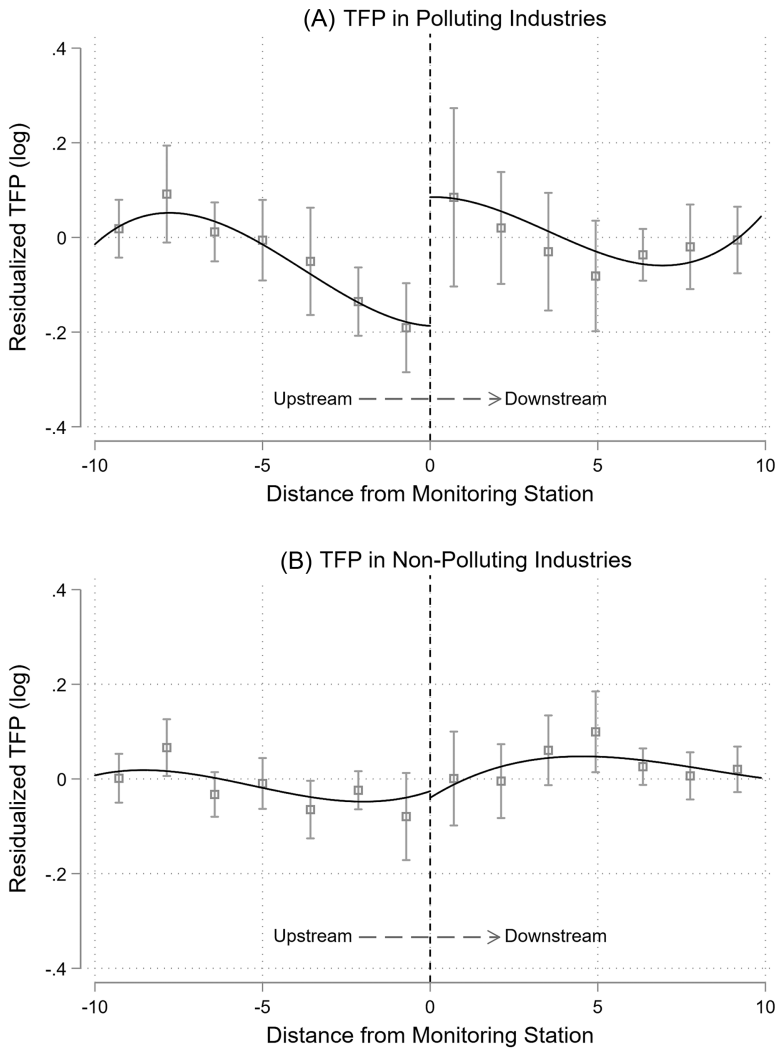 (A) TFP in Polluting Industries
.4
.2
0
-.2
-.4
Residualized TFP (log)
Upstream
Downstream
-10 -5 0 5 10
Distance from Monitoring Station
(B) TFP in Non-Polluting Industries
.4
.2
0
-.2
-.4
Residualized TFP (log)
Upstream
Downstream
-10 -5 0 5 10
Distance from Monitoring Station